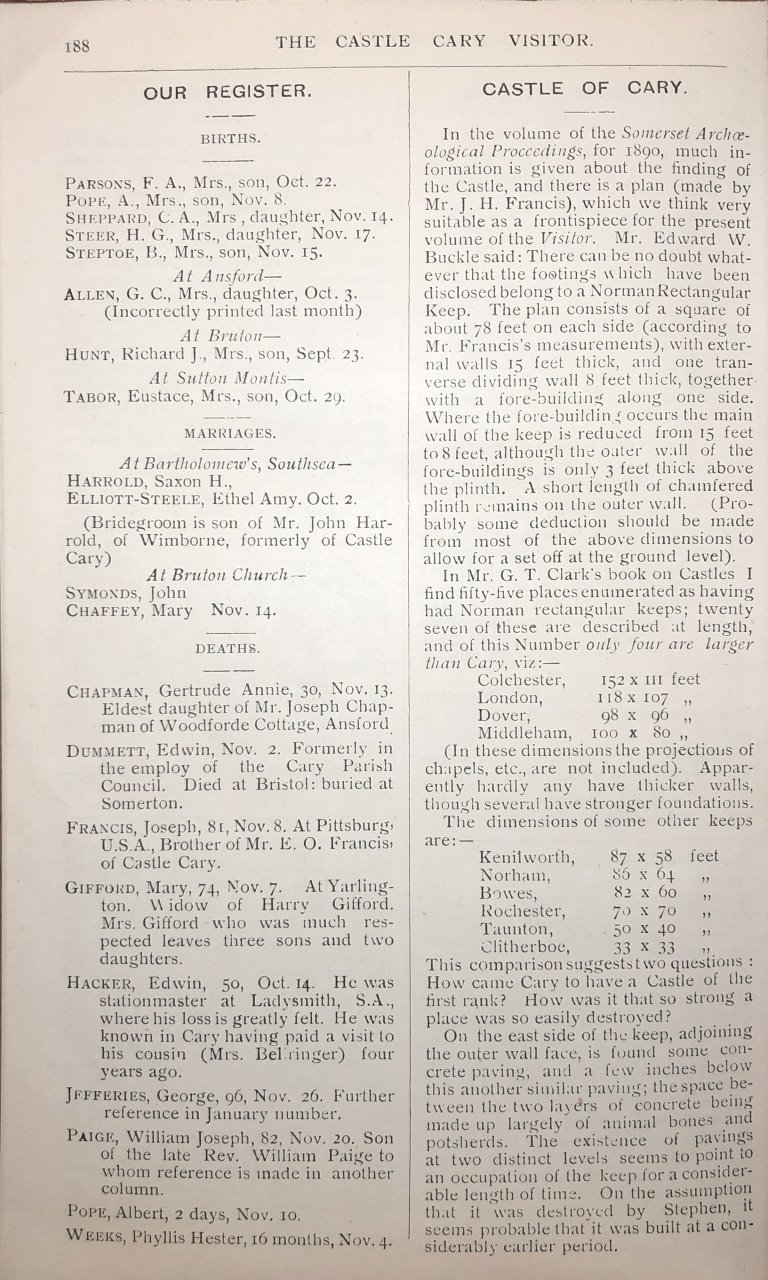 188
THE CASTLE CARY VISITOR.
OUR REGISTER.
BIRTHS.
PARSONS, F. A., Mrs., son, Oct. 22.
POPE, A., Mrs., son, Nov. 8.
SHEPPARD, C. A., Mrs , daughter, Nov. 14.
STEER, H. G., Mrs., daughter, Nov. 17.
STEPTOE, B., Mrs., son, Nov. 15.
At Ansford—
ALLEN, G. C., Mrs., daughter, Oct. 3.
(Incorrectly printed last month)
At Bruton—
HUNT, Richard J., Mrs., son, Sept. 23.
At Sutton Montis—
TABOR, Eustace, Mrs., son, Oct. 29.
MARRIAGES.
At Bartholomew's, Southsea—
HARROLD, Saxon H.,
ELLIOTT-STEELE, Ethel Amy. Oct. 2.
(Bridegroom is son of Mr. John Har-
rold, of Wimborne, formerly of Castle
Cary)
At Bruton Church—
SYMONDS, John
CHAFFEY, Mary Nov. 14.
DEATHS.
CHAPMAN, Gertrude Annie, 30, Nov. 13.
Eldest daughter of Mr. Joseph Chap-
man of Woodforde Cottage, Ansford
DUMMETT, Edwin, Nov. 2. Formerly in
the employ of the Cary Parish
Council. Died at Bristol: buried at
Somerton.
FRANCIS, Joseph, 81, Nov. 8. At Pittsburg,
U.S.A., Brother of Mr. E. O. Francis,
of Castle Cary.
GIFFORD, Mary, 74, Nov. 7. At Yarling-
ton. Widow of Harry Gifford.
Mrs. Gifford who was much res-
pected leaves three sons and two
daughters.
HACKER, Edwin, 50, Oct. 14. He was
stationmaster at Ladysmith, S.A.,
where his loss is greatly felt. He was
known in Cary having paid a visit to
his cousin (Mrs. Bellringer) four
years ago.
JEFFERIES, George, 96, Nov. 26. Further
reference in January number.
PAIGE, William Joseph, 82, Nov. 20. Son
of the late Rev. William Paige to
whom reference is made in another
column.
POPE, Albert, 2 days, Nov. 10.
WEEKS, Phyllis Hester, 16 months, Nov. 4.
CASTLE OF CARY.
In the volume of the Somerset Archæ-
ological Proceedings, for 1890, much in-
formation is given about the finding of
the Castle, and there is a plan (made by
Mr. J. H. Francis), which we think very
suitable as a frontispiece for the present
volume of the Visitor. Mr. Edward W.
Buckle said: There can be no doubt what-
ever that the footings which have been
disclosed belong to a Norman Rectangular
Keep. The plan consists of a square of
about 78 feet on each side (according to
Mr. Francis's measurements), with exter-
nal walls 15 feet thick, and one tran-
verse dividing wall 8 feet thick, together
with a fore-building along one side.
Where the fore-building occurs the main
wall of the keep is reduced from 15 feet
to 8 feet, although the outer wall of the
fore-buildings is only 3 feet thick above
the plinth. A short length of chamfered
plinth remains on the outer wall. (Pro-
bably some deduction should be made
from most of the above dimensions to
allow for a set off at the ground level).
In Mr. G. T. Clark's book on Castles I
find fifty-five places enumerated as having
had Norman rectangular keeps; twenty
seven of these are described at length,
and of this Number only four are larger
than Cary, viz:—
Colchester, 152 x 111 feet
London, 118 x 107 „
Dover, 98 x 96 „
Middleham, 100 x 80 „
(In these dimensions the projections of
chapels, etc., are not included). Appar-
ently hardly any have thicker walls,
though several have stronger foundations.
The dimensions of some other keeps
are:—
Kenilworth, 87 x 58 feet
Norham, 86 x 64 „
Bowes, 82 x 60 „
Rochester, 70 x 70 „
Taunton, 50 x 40 „
Clitherboe, 33 x 33 „
This comparison suggests two questions :
How came Cary to have a Castle of the
first rank? How was it that so strong a
place was so easily destroyed?
On the east side of the keep, adjoining
the outer wall face, is found some con-
crete paving, and a few inches below
this another similar paving; the space be-
tween the two layers of concrete being
made up largely of animal bones and
potsherds. The existence of pavings
at two distinct levels seems to point to
an occupation of the keep for a consider-
able length of time. On the assumption
that it was destroyed by Stephen, it
seems probable that it was built at a con-
siderably earlier period.